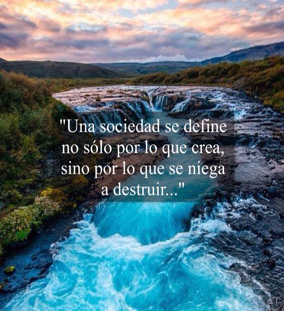 "Una sociedad se define
no sólo por lo que crea,
sino por lo que se niega
a destruir..."